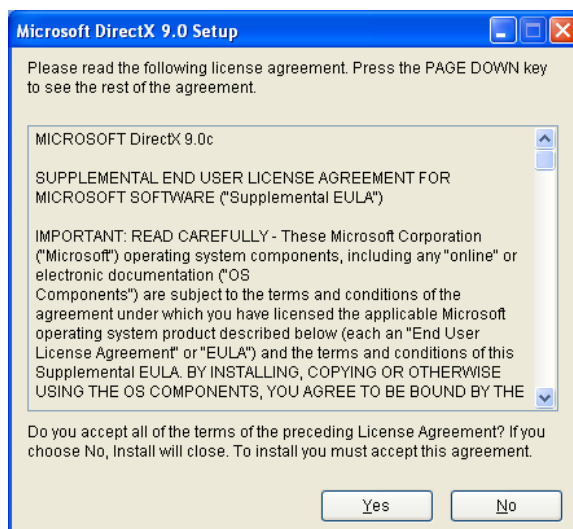 Microsoft DirectX 9.0 Setup
Please read the following license agreement. Press the PAGE DOWN key
to see the rest of the agreement.
MICROSOFT DirectX 9.0c
SUPPLEMENTAL END USER LICENSE AGREEMENT FOR
MICROSOFT SOFTWARE ("Supplemental EULA")
IMPORTANT: READ CAREFULLY - These Microsoft Corporation
("Microsoft") operating system components, including any "online" or
electronic documentation ("OS
Components") are subject to the terms and conditions of the
agreement under which you have licensed the applicable Microsoft
operating system product described below (each an "End User
License Agreement" or "EULA") and the terms and conditions of this
Supplemental EULA. BY INSTALLING, COPYING OR OTHERWISE
USING THE OS COMPONENTS, YOU AGREE TO BE BOUND BY THE
Do you accept all of the terms of the preceding License Agreement? If you
choose No, Install will close. To install you must accept this agreement.
Yes
No